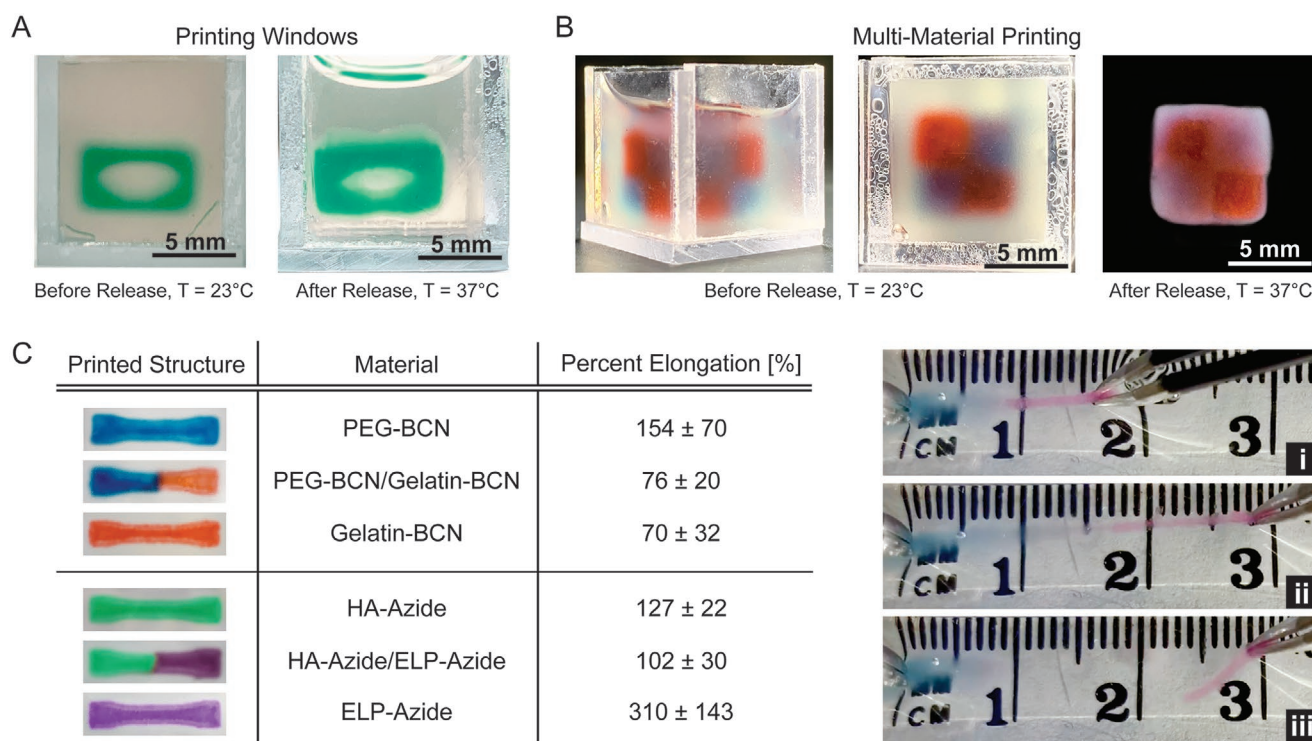 A
Printing Windows
5 mm
5 mm
Before Release, T = 23°C
After Release, T = 37°C
B
Multi-Material Printing
5 mm
5 mm
Before Release, T = 23°C
After Release, T = 37°C
C
Printed Structure Material Percent Elongation [%]
PEG-BCN 154 ± 70
PEG-BCN/Gelatin-BCN 76 ± 20
Gelatin-BCN 70 ± 32
HA-Azide 127 ± 22
HA-Azide/ELP-Azide 102 ± 30
ELP-Azide 310 ± 143
CM 1 2 3
i
CM 1 2 3
ii
CM 1 2 3
iii